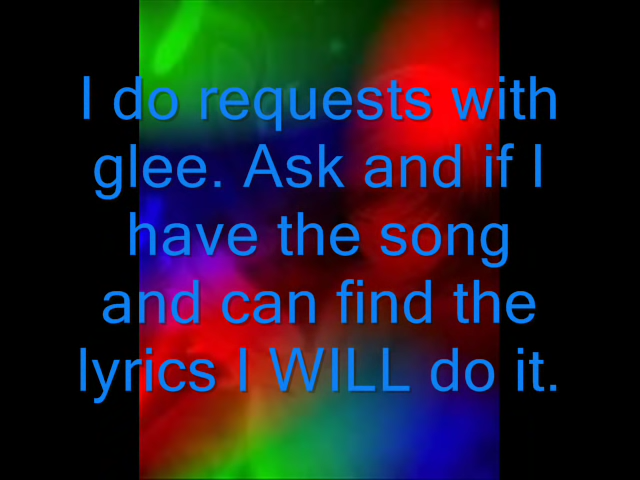 I do requests with
glee. Ask and if I
have the song
and can find the
lyrics I WILL do it.